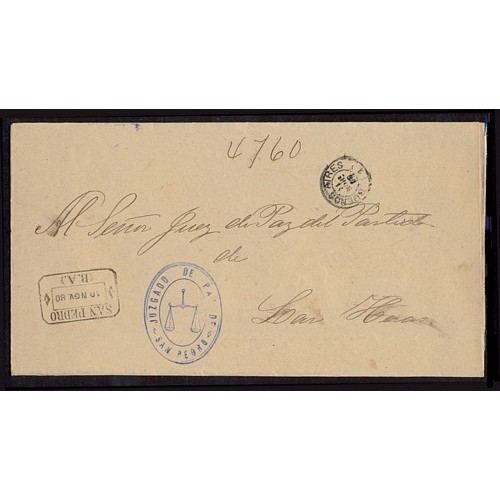 4760
BUENOS AIRES
Al Señor Juez de Paz del Partido
de
San
SAN PEDRO
10 NOV. 80
(B.A.)
JUZGADO DE PAZ
SAN PEDRO